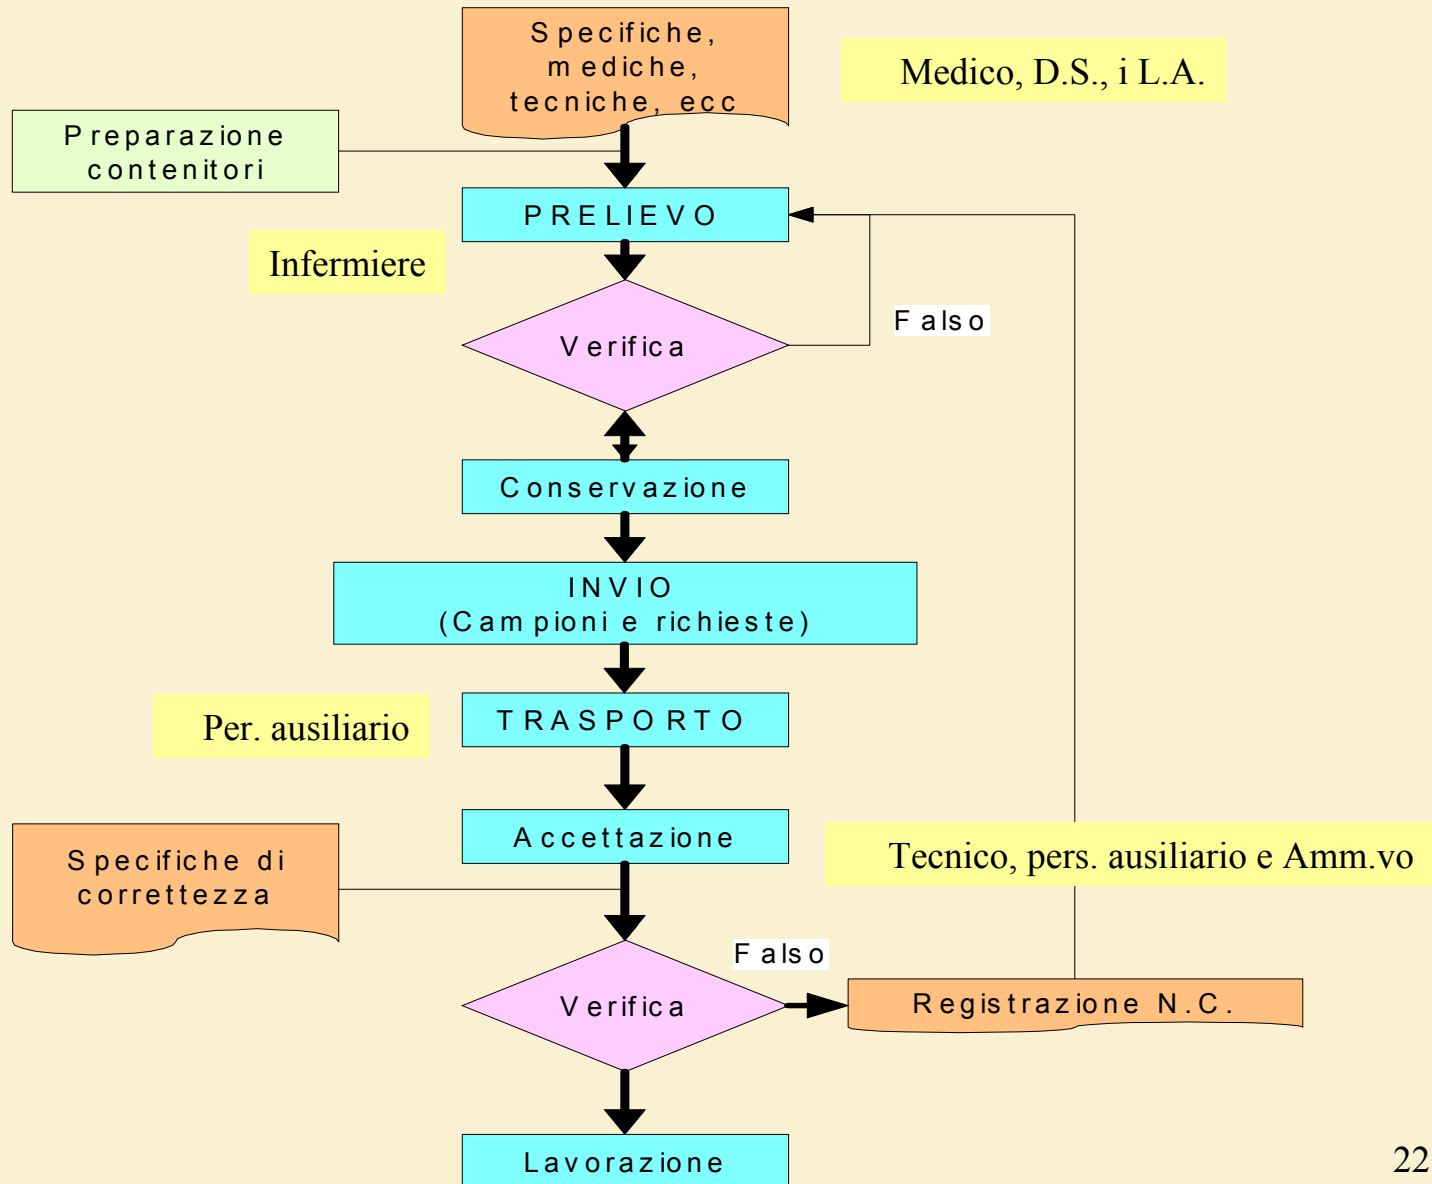 Specifiche,
mediche,
tecniche, ecc
Medico, D.S., i L.A.
Preparazione
contenitori
PRELIEVO
Infermiere
Falso
Verifica
Conservazione
INVIO
(Campioni e richieste)
Per. ausiliario
TRASPORTO
Accettazione
Tecnico, pers. ausiliario e Amm.vo
Specifiche di
correttezza
Falso
Verifica
Registrazione N.C.
Lavorazione
22